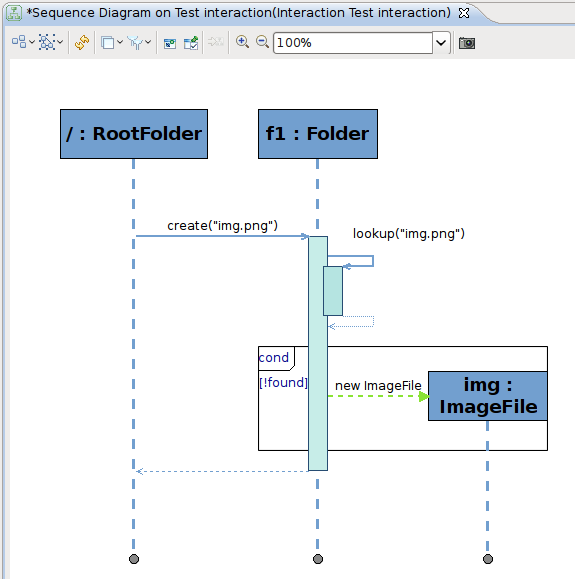 *Sequence Diagram on Test interaction(Interaction Test interaction)
100%
/ : RootFolder
f1 : Folder
create("img.png")
lookup("img.png")
cond
[!found]
new ImageFile
img :
ImageFile